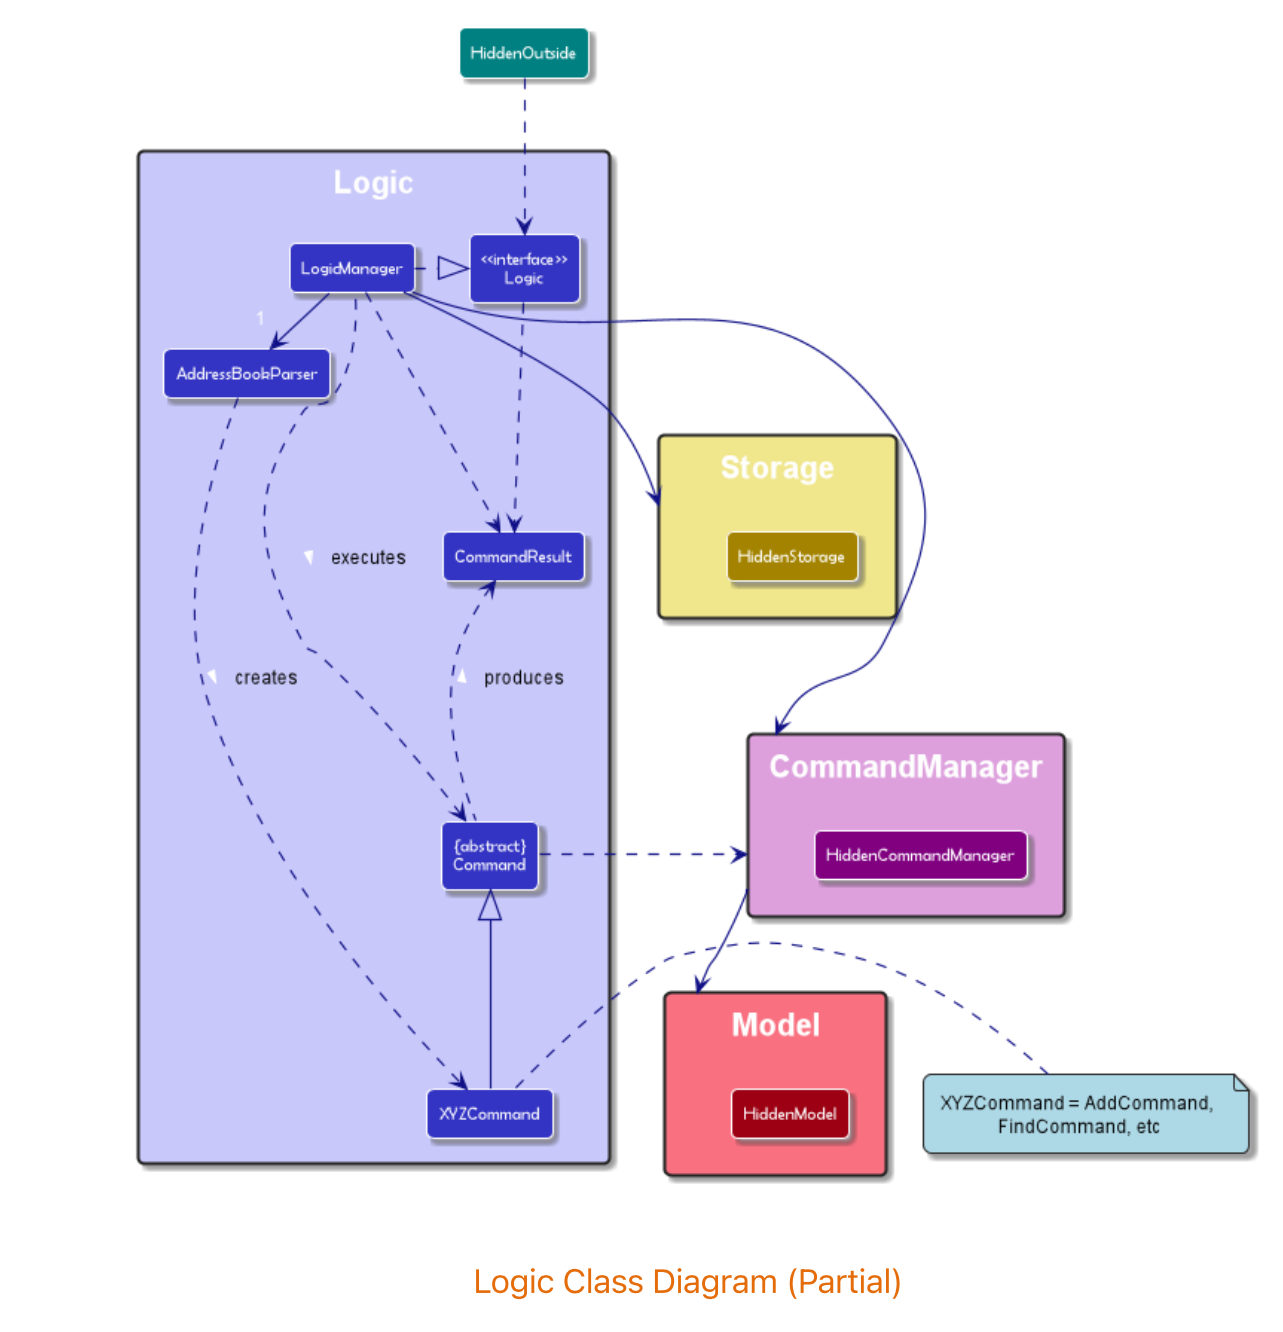 HiddenOutside
Logic
LogicManager
<<interface>>
Logic
1
AddressBookParser
Storage
executes
CommandResult
HiddenStorage
creates
produces
CommandManager
{abstract}
Command
HiddenCommandManager
Model
XYZCommand
HiddenModel
XYZCommand = AddCommand,
FindCommand, etc
Logic Class Diagram (Partial)